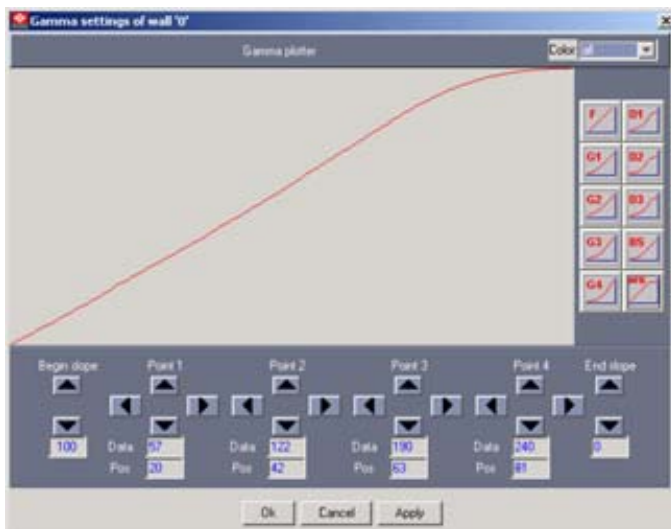 Gamma settings of wall '0'
Gamma plotter
Color all
F D1
G1 D2
G2 D3
G3 BS
G4
Begin slope Point 1 Point 2 Point 3 Point 4 End slope
100 Data 57 Data 122 Data 190 Data 240 0
Pos 20 Pos 42 Pos 63 Pos 81
Ok Cancel Apply